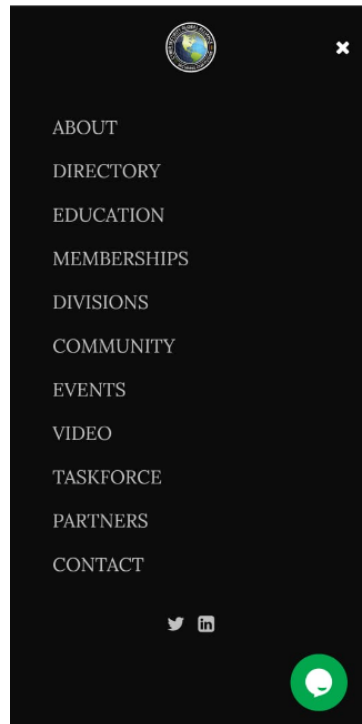 ABOUT
DIRECTORY
EDUCATION
MEMBERSHIPS
DIVISIONS
COMMUNITY
EVENTS
VIDEO
TASKFORCE
PARTNERS
CONTACT